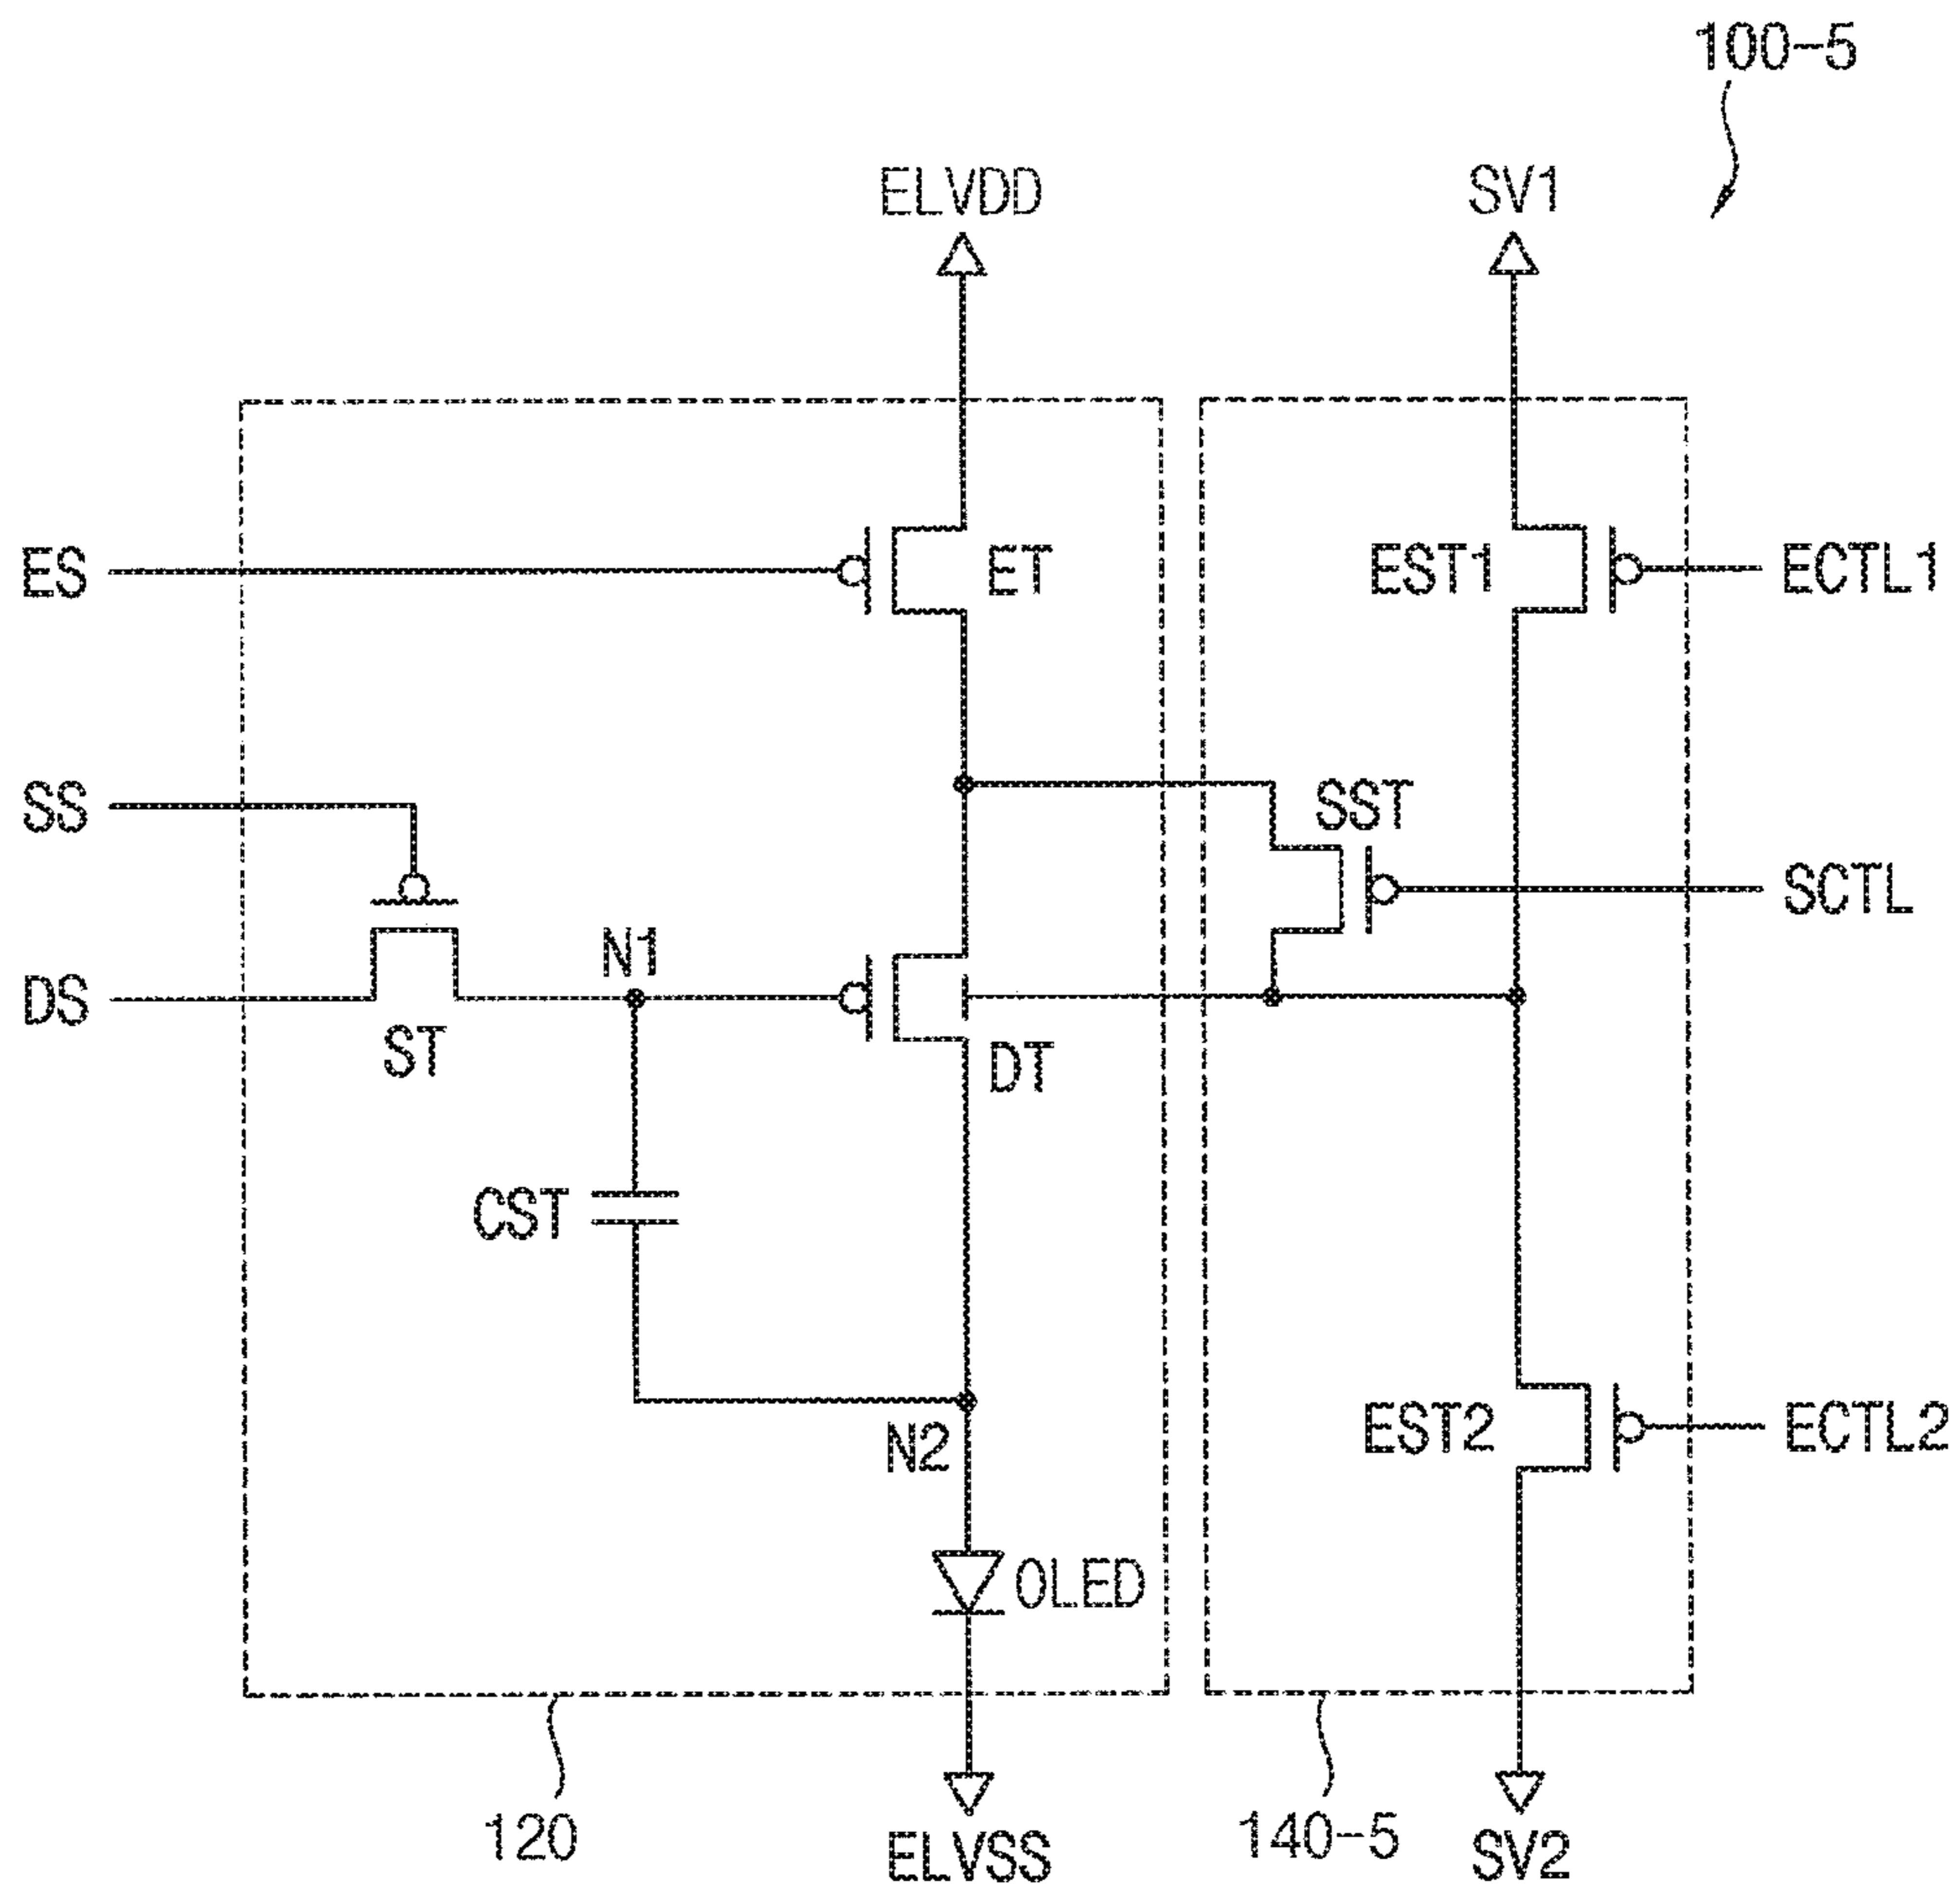 100-5
ELVDD
SV1
ES
ET
EST1
ECTL1
SS
SST
SCTL
N1
DS
ST
DT
CST
N2
EST2
ECTL2
OLED
120
ELVSS
140-5
SV2